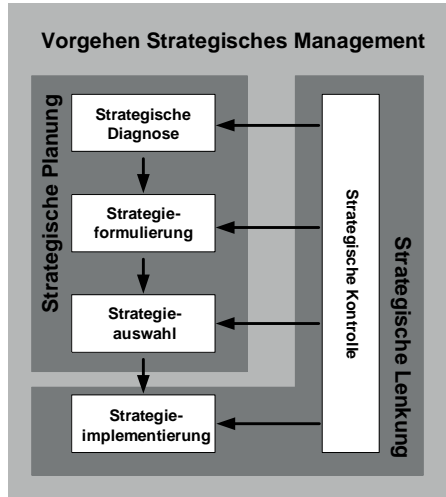 Vorgehen Strategisches Management
Strategische Planung
Strategische
Diagnose
Strategie-
formulierung
Strategie-
auswahl
Strategie-
implementierung
Strategische Kontrolle
Strategische Lenkung